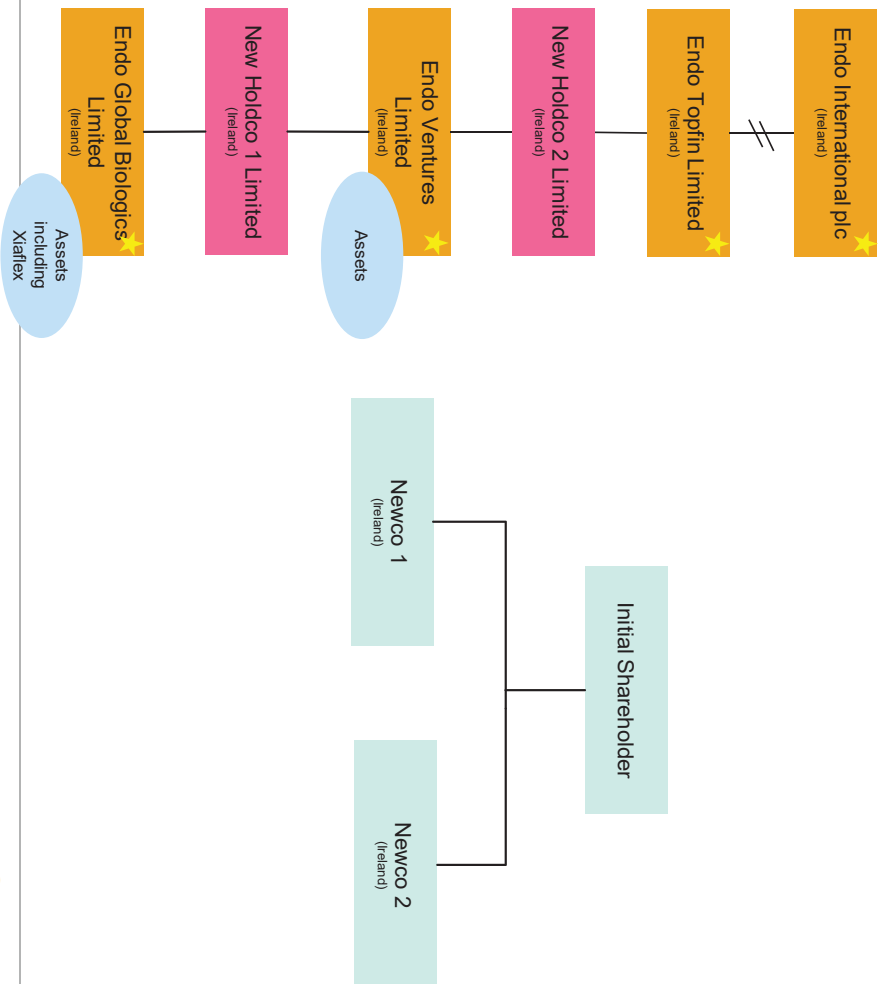 Endo International plc
(Ireland)
Endo Topfin Limited
(Ireland)
New Holdco 2 Limited
(Ireland)
Endo Ventures
Limited
(Ireland)
Assets
New Holdco 1 Limited
(Ireland)
Endo Global Biologics
Limited
(Ireland)
Assets
including
Xiaflex
Initial Shareholder
Newco 1
(Ireland)
Newco 2
(Ireland)